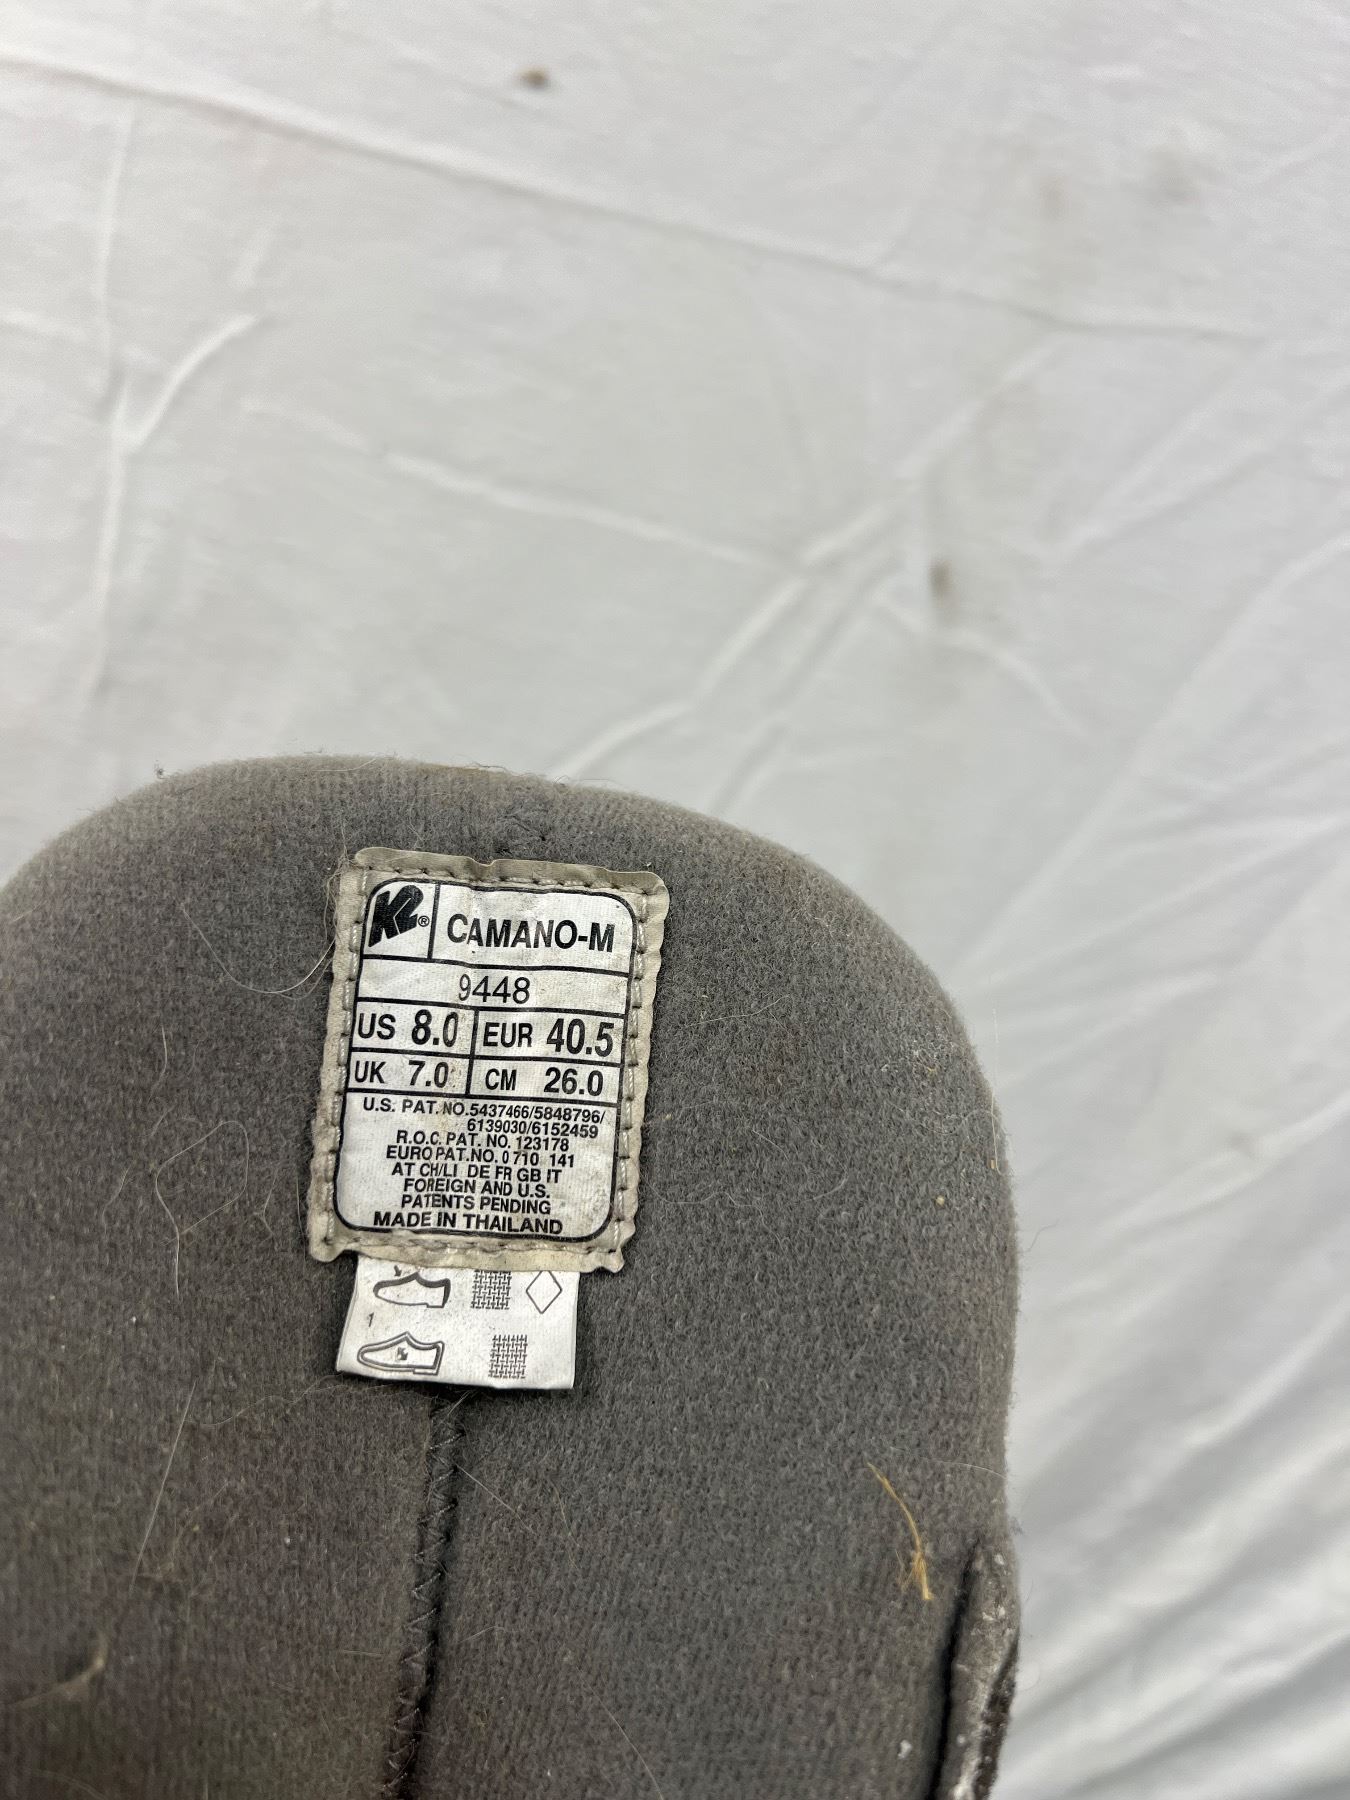 K2® CAMANO-M
9448
US 8.0 EUR 40.5
UK 7.0 CM 26.0
U.S. PAT. NO.5437466/5848796/
6139030/6152459
R.O.C. PAT. NO. 123178
EURO PAT.NO. 0 710 141
AT CH/LI DE FR GB IT
FOREIGN AND U.S.
PATENTS PENDING
MADE IN THAILAND
1